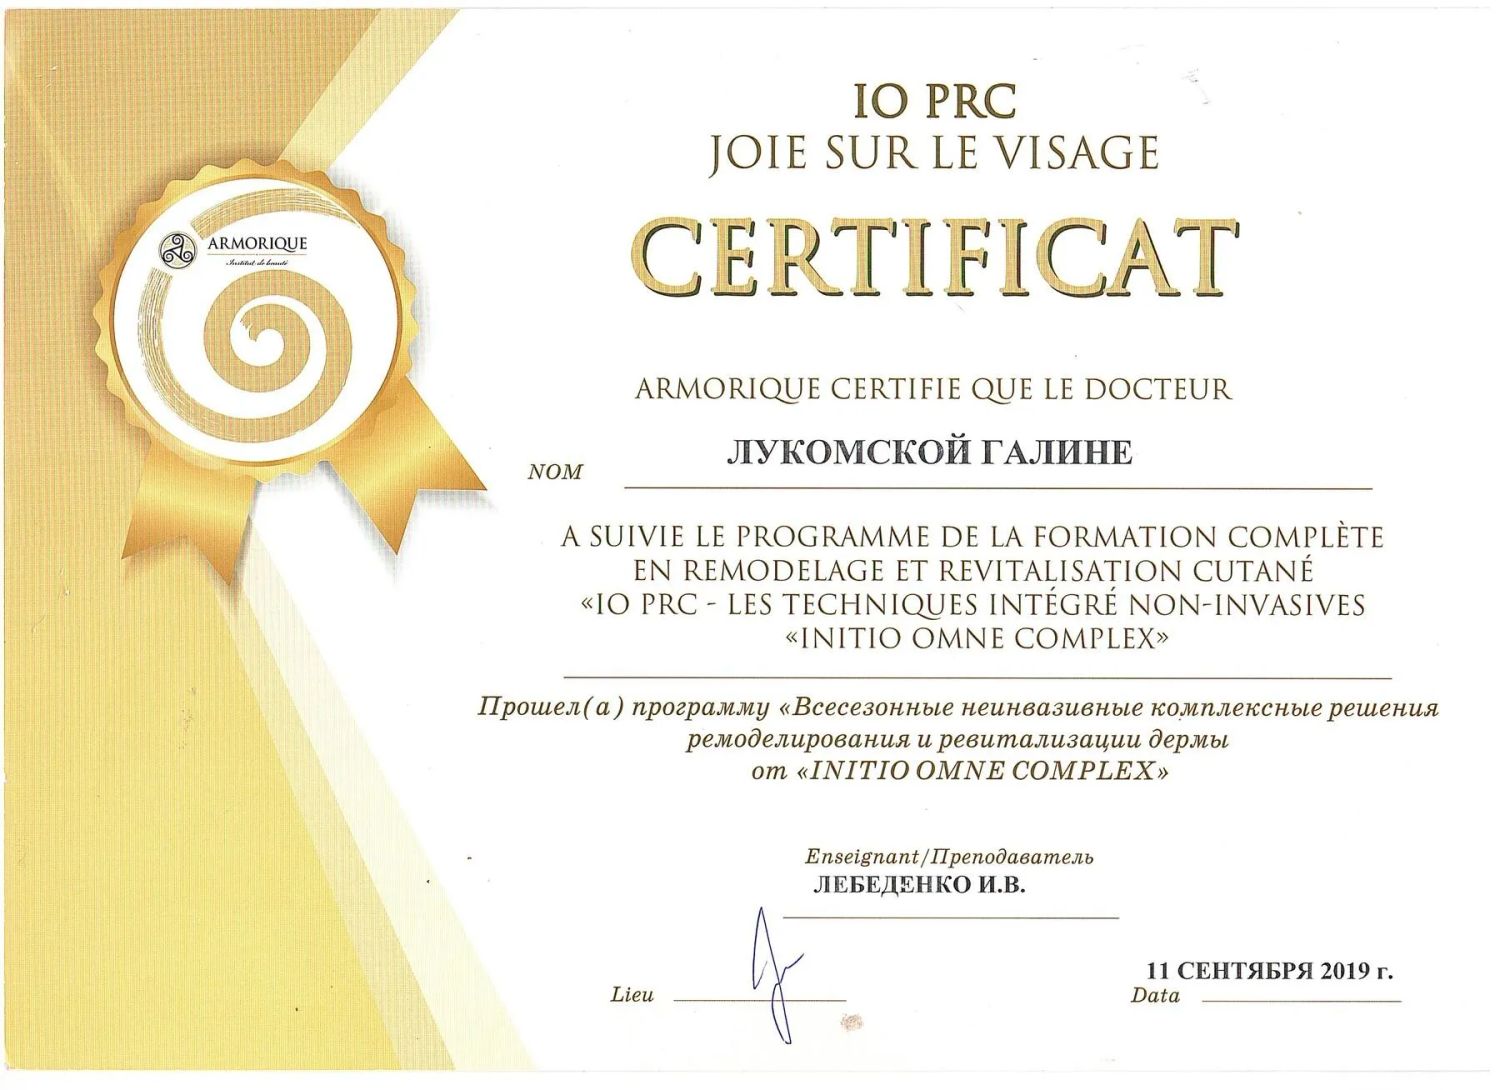 IO PRC
JOIE SUR LE VISAGE
CERTIFICAT
ARMORIQUE
Institut de beauté
ARMORIQUE CERTIFIE QUE LE DOCTEUR
ЛУКОМСКОЙ ГАЛИНЕ
NOM
A SUIVIE LE PROGRAMME DE LA FORMATION COMPLÈTE
EN REMODELAGE ET REVITALISATION CUTANÉ
«IO PRC - LES TECHNIQUES INTÉGRÉ NON-INVASIVES
«INITIO OMNE COMPLEX»
Прошел(а) программу «Всесезонные неинвазивные комплексные решения
ремоделирования и ревитализации дермы
от «INITIO OMNE COMPLEX»
Enseignant/Преподаватель
ЛЕБЕДЕНКО И.В.
11 СЕНТЯБРЯ 2019 г.
Lieu
Data